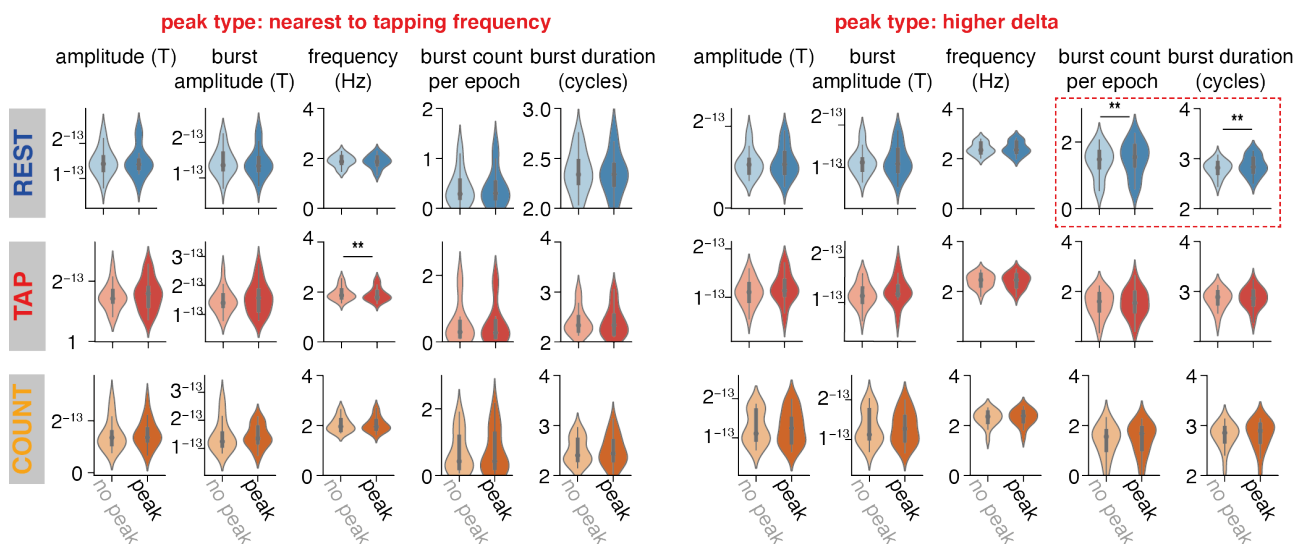 peak type: nearest to tapping frequency peak type: higher delta
amplitude (T) burst amplitude (T) frequency (Hz) burst count per epoch burst duration (cycles) amplitude (T) burst amplitude (T) frequency (Hz) burst count per epoch burst duration (cycles)
REST
2⁻¹³ 1⁻¹³
2⁻¹³ 1⁻¹³
4 2 0
2 1 0
3.0 2.5 2.0
2⁻¹³ 0
2⁻¹³ 1⁻¹³
4 2 0
** 2 0
** 4 3 2
TAP
2⁻¹³ 1
3⁻¹³ 2⁻¹³ 1⁻¹³
** 4 2 0
2 0
4 3 2
2⁻¹³ 1⁻¹³
2⁻¹³ 1⁻¹³
4 2
4 2
4 3
COUNT
2⁻¹³ 0
3⁻¹³ 2⁻¹³ 1⁻¹³
4 2 0
2 0
4 3 2
2⁻¹³ 1⁻¹³
2⁻¹³ 1⁻¹³
4 2 0
4 2 0
4 3 2
no peak peak no peak peak no peak peak no peak peak no peak peak no peak peak no peak peak no peak peak no peak peak no peak peak